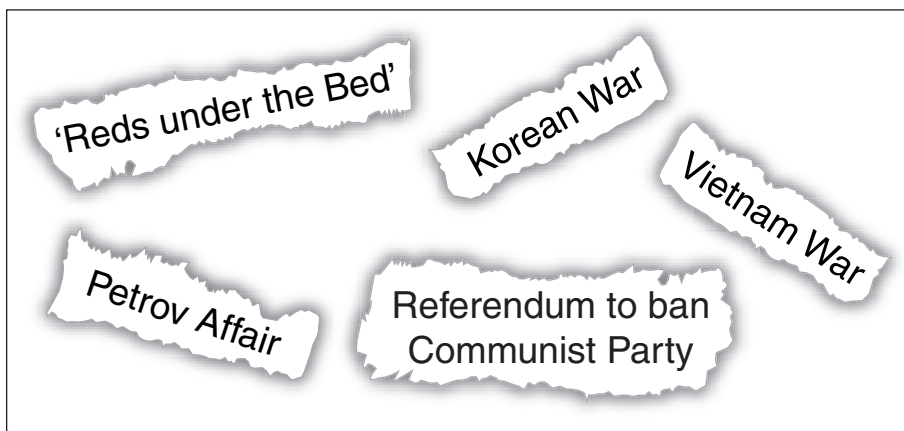 ‘Reds under the Bed’
Korean War
Vietnam War
Petrov Affair
Referendum to ban
Communist Party